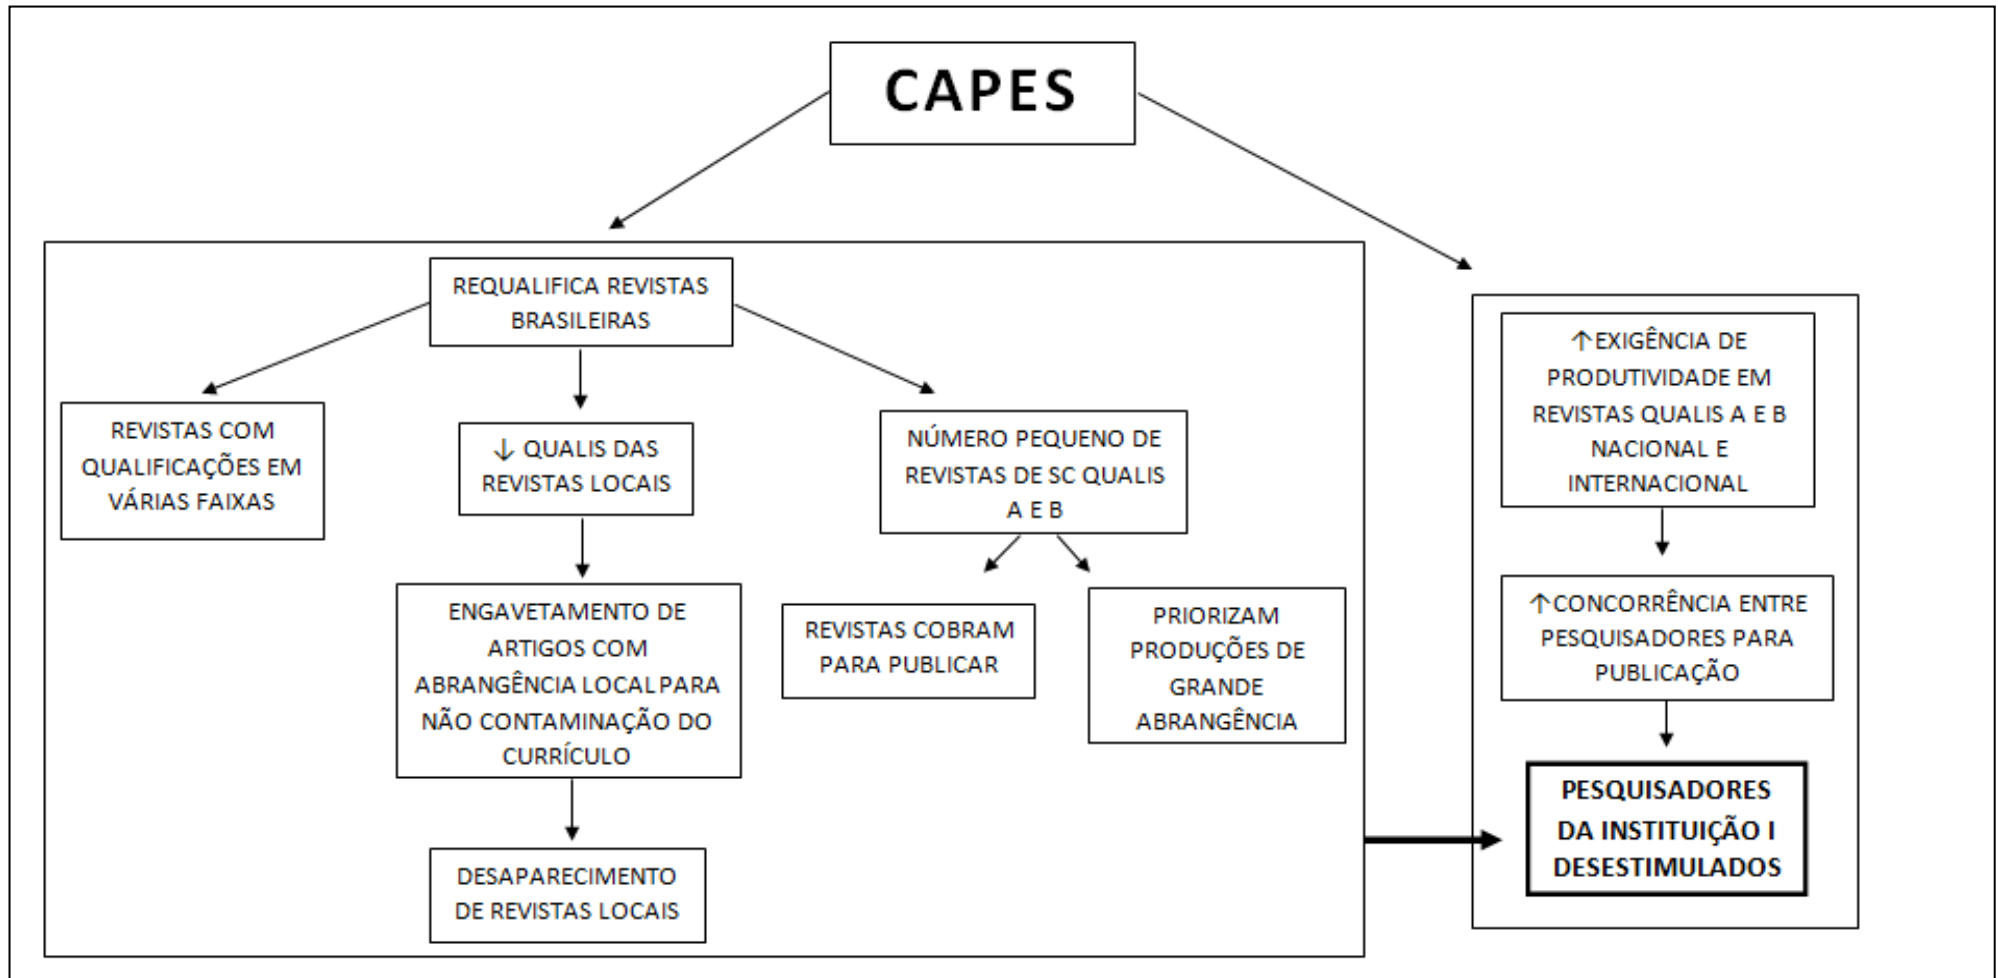 CAPES
REQUALIFICA REVISTAS
BRASILEIRAS
REVISTAS COM
QUALIFICAÇÕES EM
VÁRIAS FAIXAS
↓ QUALIS DAS
REVISTAS LOCAIS
ENGAVETAMENTO DE
ARTIGOS COM
ABRANGÊNCIA LOCAL PARA
NÃO CONTAMINAÇÃO DO
CURRÍCULO
DESAPARECIMENTO
DE REVISTAS LOCAIS
NÚMERO PEQUENO DE
REVISTAS DE SC QUALIS
A E B
REVISTAS COBRAM
PARA PUBLICAR
PRIORIZAM
PRODUÇÕES DE
GRANDE
ABRANGÊNCIA
↑EXIGÊNCIA DE
PRODUTIVIDADE EM
REVISTAS QUALIS A E B
NACIONAL E
INTERNACIONAL
↑CONCORRÊNCIA ENTRE
PESQUISADORES PARA
PUBLICAÇÃO
PESQUISADORES
DA INSTITUIÇÃO I
DESESTIMULADOS